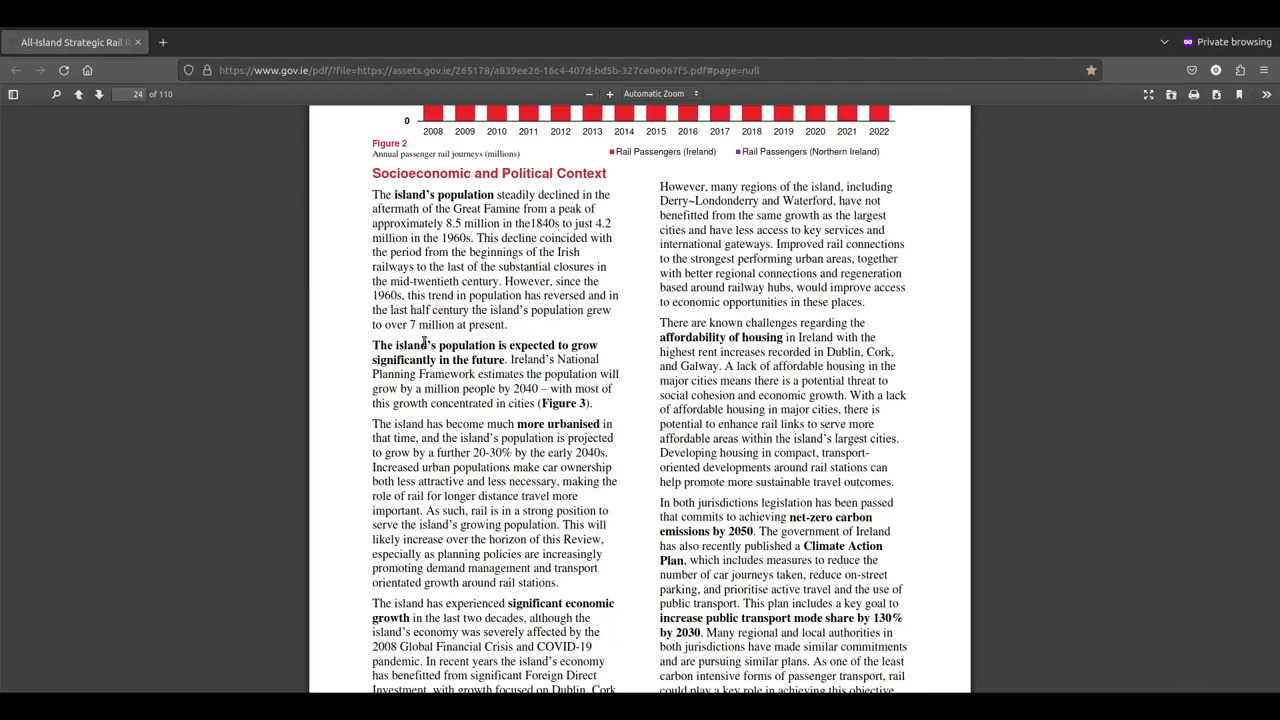 All-Island Strategic Rail R
Private browsing
https://www.gov.ie/pdf/?file=https://assets.gov.ie/265178/a839ee26-16c4-407d-bd5b-327ce0e067f5.pdf#page=null
24 of 110
Automatic Zoom
0
2008 2009 2010 2011 2012 2013 2014 2015 2016 2017 2018 2019 2020 2021 2022
Figure 2
Annual passenger rail journeys (millions)
Rail Passengers (Ireland) Rail Passengers (Northern Ireland)
Socioeconomic and Political Context
The island's population steadily declined in the
aftermath of the Great Famine from a peak of
approximately 8.5 million in the1840s to just 4.2
million in the 1960s. This decline coincided with
the period from the beginnings of the Irish
railways to the last of the substantial closures in
the mid-twentieth century. However, since the
1960s, this trend in population has reversed and in
the last half century the island's population grew
to over 7 million at present.
The island's population is expected to grow
significantly in the future. Ireland's National
Planning Framework estimates the population will
grow by a million people by 2040 – with most of
this growth concentrated in cities (Figure 3).
The island has become much more urbanised in
that time, and the island's population is projected
to grow by a further 20-30% by the early 2040s.
Increased urban populations make car ownership
both less attractive and less necessary, making the
role of rail for longer distance travel more
important. As such, rail is in a strong position to
serve the island's growing population. This will
likely increase over the horizon of this Review,
especially as planning policies are increasingly
promoting demand management and transport
orientated growth around rail stations.
The island has experienced significant economic
growth in the last two decades, although the
island's economy was severely affected by the
2008 Global Financial Crisis and COVID-19
pandemic. In recent years the island's economy
has benefitted from significant Foreign Direct
Investment, with growth focused on Dublin, Cork
However, many regions of the island, including
Derry~Londonderry and Waterford, have not
benefitted from the same growth as the largest
cities and have less access to key services and
international gateways. Improved rail connections
to the strongest performing urban areas, together
with better regional connections and regeneration
based around railway hubs, would improve access
to economic opportunities in these places.
There are known challenges regarding the
affordability of housing in Ireland with the
highest rent increases recorded in Dublin, Cork,
and Galway. A lack of affordable housing in the
major cities means there is a potential threat to
social cohesion and economic growth. With a lack
of affordable housing in major cities, there is
potential to enhance rail links to serve more
affordable areas within the island's largest cities.
Developing housing in compact, transport-
oriented developments around rail stations can
help promote more sustainable travel outcomes.
In both jurisdictions legislation has been passed
that commits to achieving net-zero carbon
emissions by 2050. The government of Ireland
has also recently published a Climate Action
Plan, which includes measures to reduce the
number of car journeys taken, reduce on-street
parking, and prioritise active travel and the use of
public transport. This plan includes a key goal to
increase public transport mode share by 130%
by 2030. Many regional and local authorities in
both jurisdictions have made similar commitments
and are pursuing similar plans. As one of the least
carbon intensive forms of passenger transport, rail
could play a key role in achieving this objective